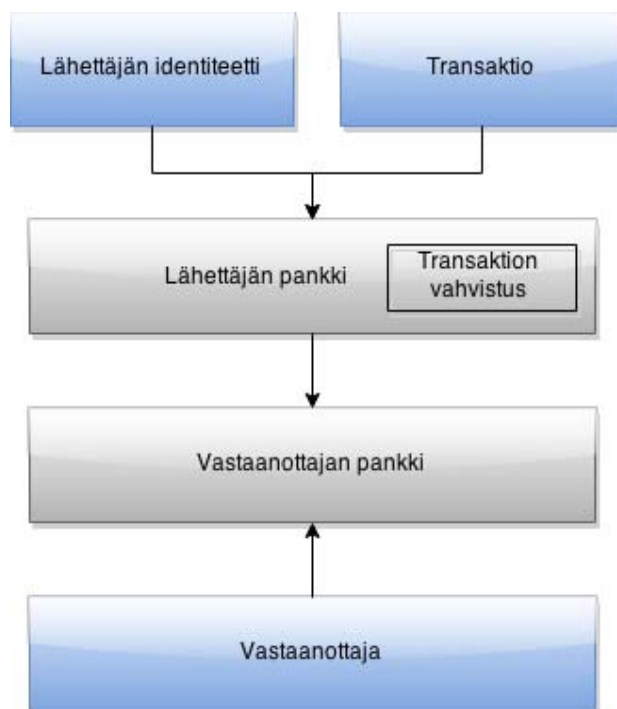 Lähettäjän identiteetti
Transaktio
Lähettäjän pankki
Transaktion
vahvistus
Vastaanottajan pankki
Vastaanottaja